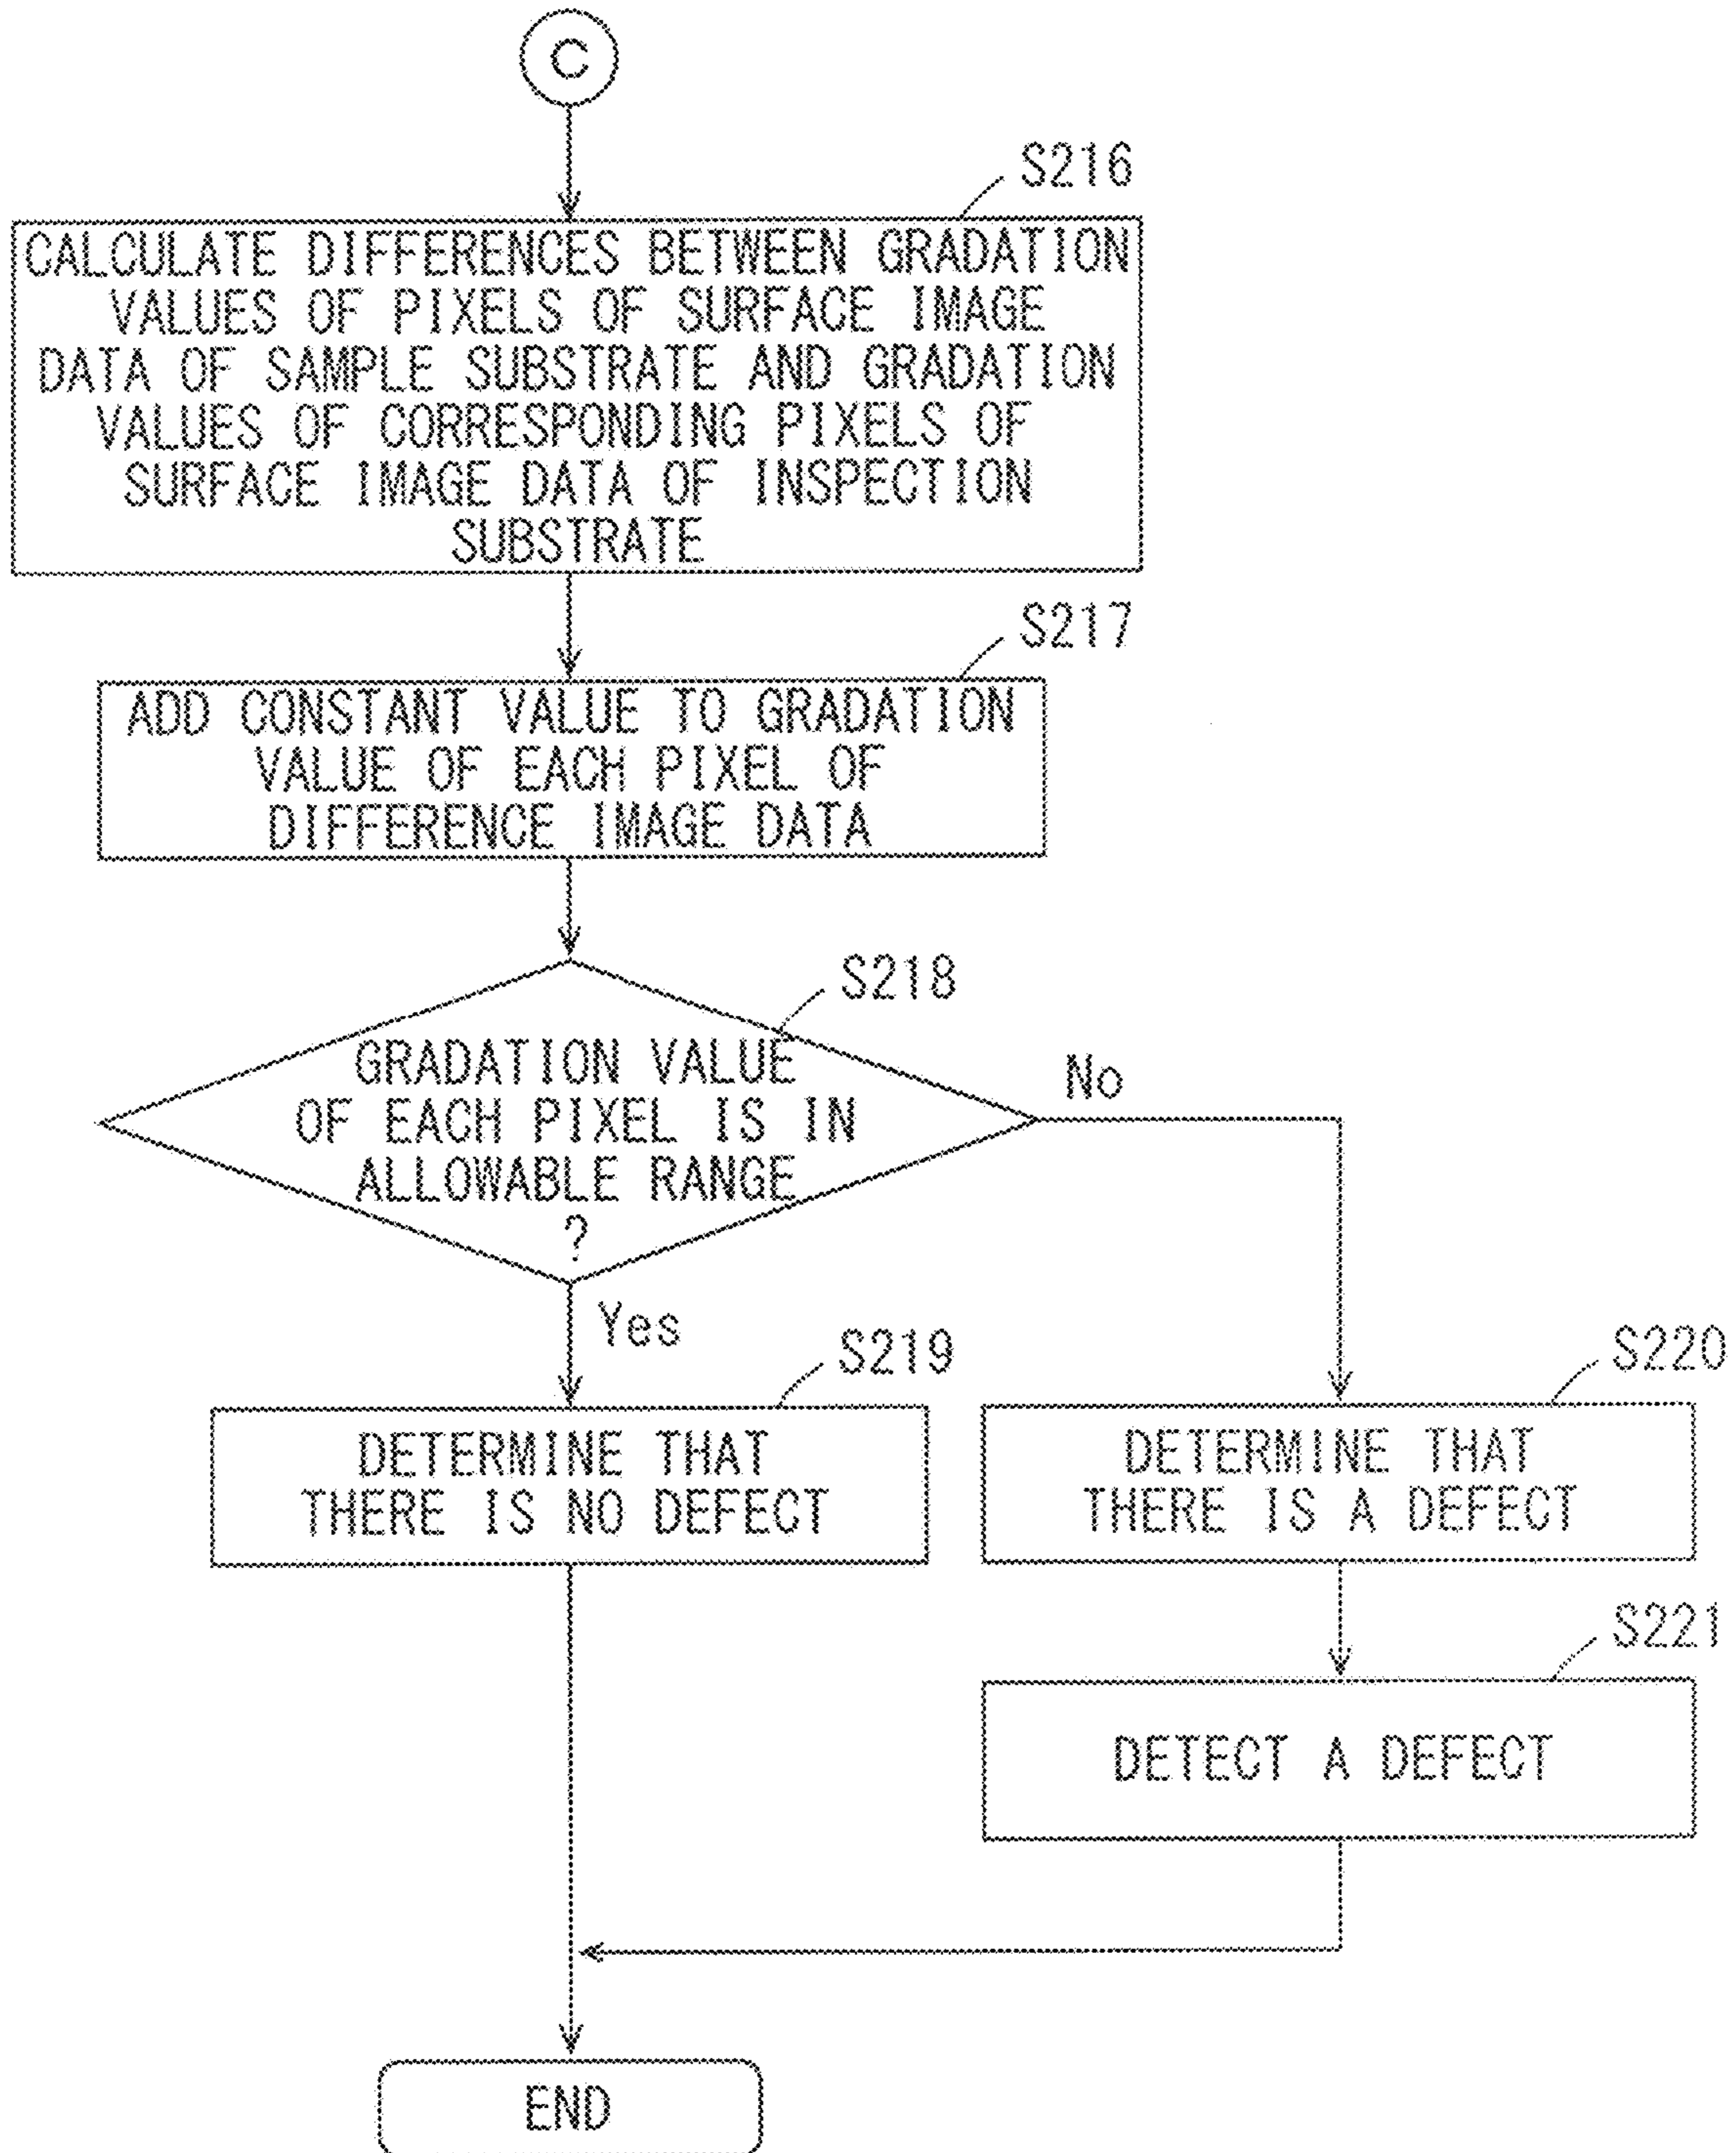 C
S216
CALCULATE DIFFERENCES BETWEEN GRADATION
VALUES OF PIXELS OF SURFACE IMAGE
DATA OF SAMPLE SUBSTRATE AND GRADATION
VALUES OF CORRESPONDING PIXELS OF
SURFACE IMAGE DATA OF INSPECTION
SUBSTRATE
S217
ADD CONSTANT VALUE TO GRADATION
VALUE OF EACH PIXEL OF
DIFFERENCE IMAGE DATA
S218
GRADATION VALUE
OF EACH PIXEL IS IN
ALLOWABLE RANGE
?
No
Yes
S219
DETERMINE THAT
THERE IS NO DEFECT
S220
DETERMINE THAT
THERE IS A DEFECT
S221
DETECT A DEFECT
END